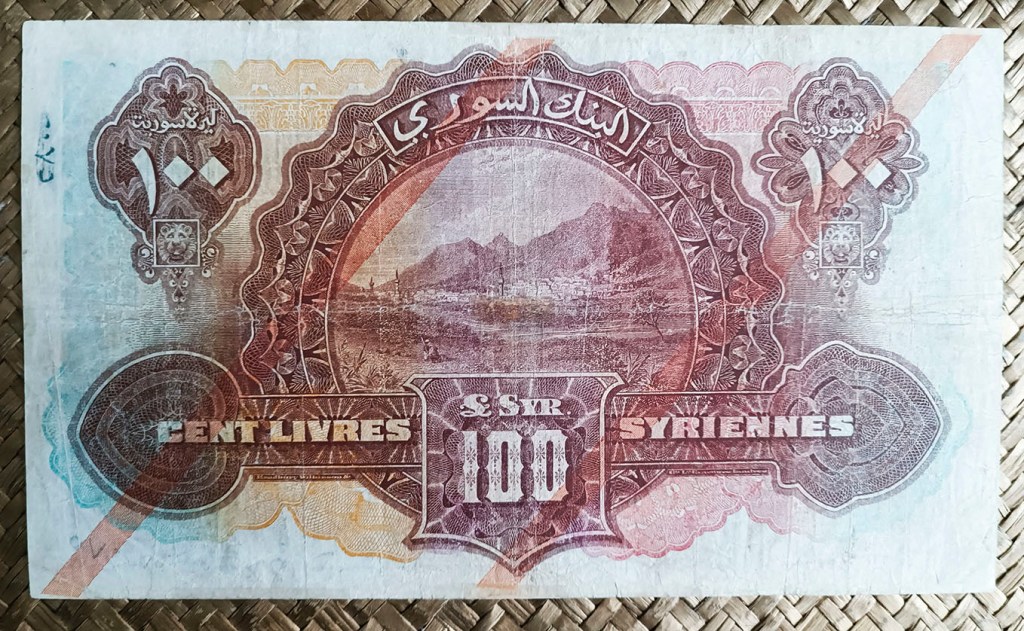 البنك السوري
ليرة سورية
ليرة سورية
١٠٠
١٠٠
£ SYR.
CENT LIVRES
100
SYRIENNES